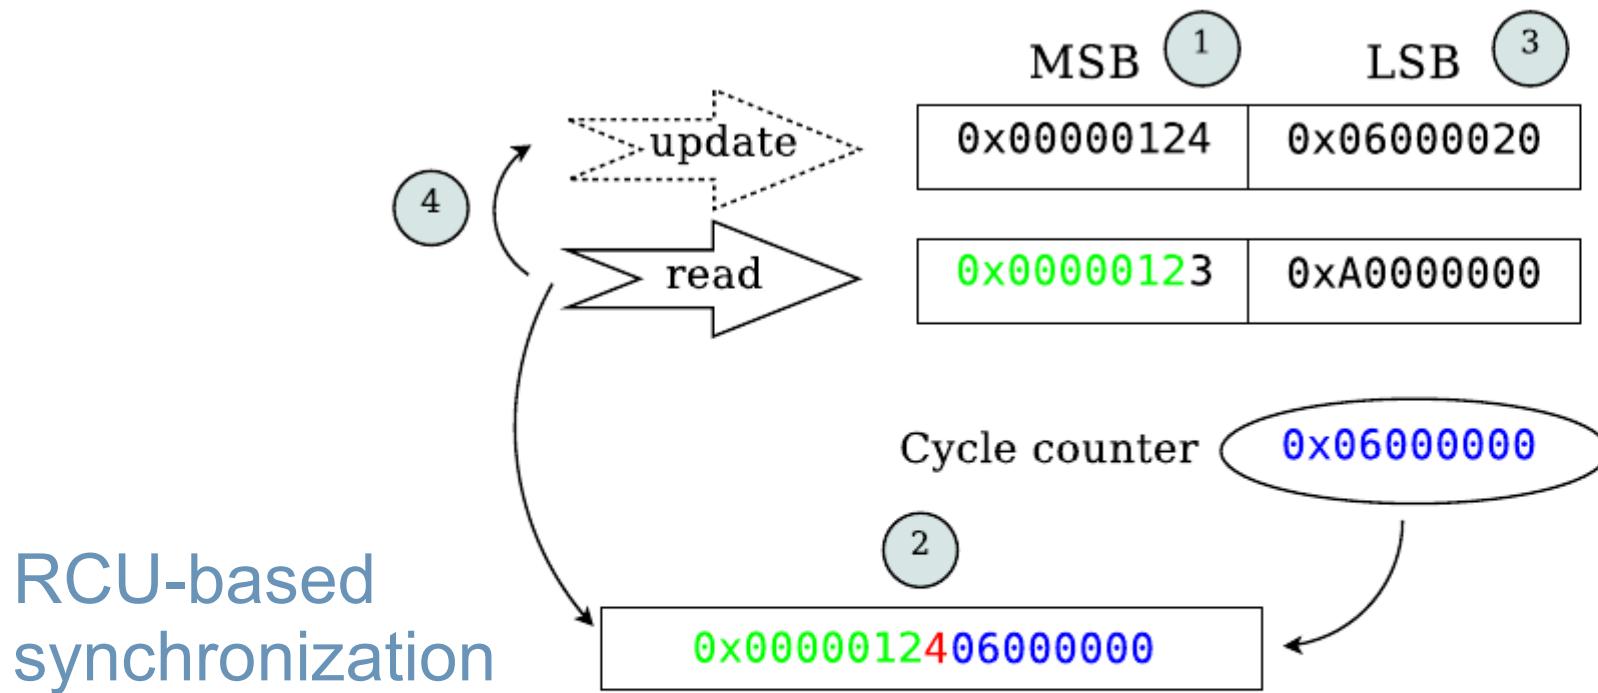 MSB 1 LSB 3
update 0x00000124 0x06000020
4
read 0x00000123 0xA0000000
Cycle counter 0x06000000
2
RCU-based
synchronization
0x0000012406000000